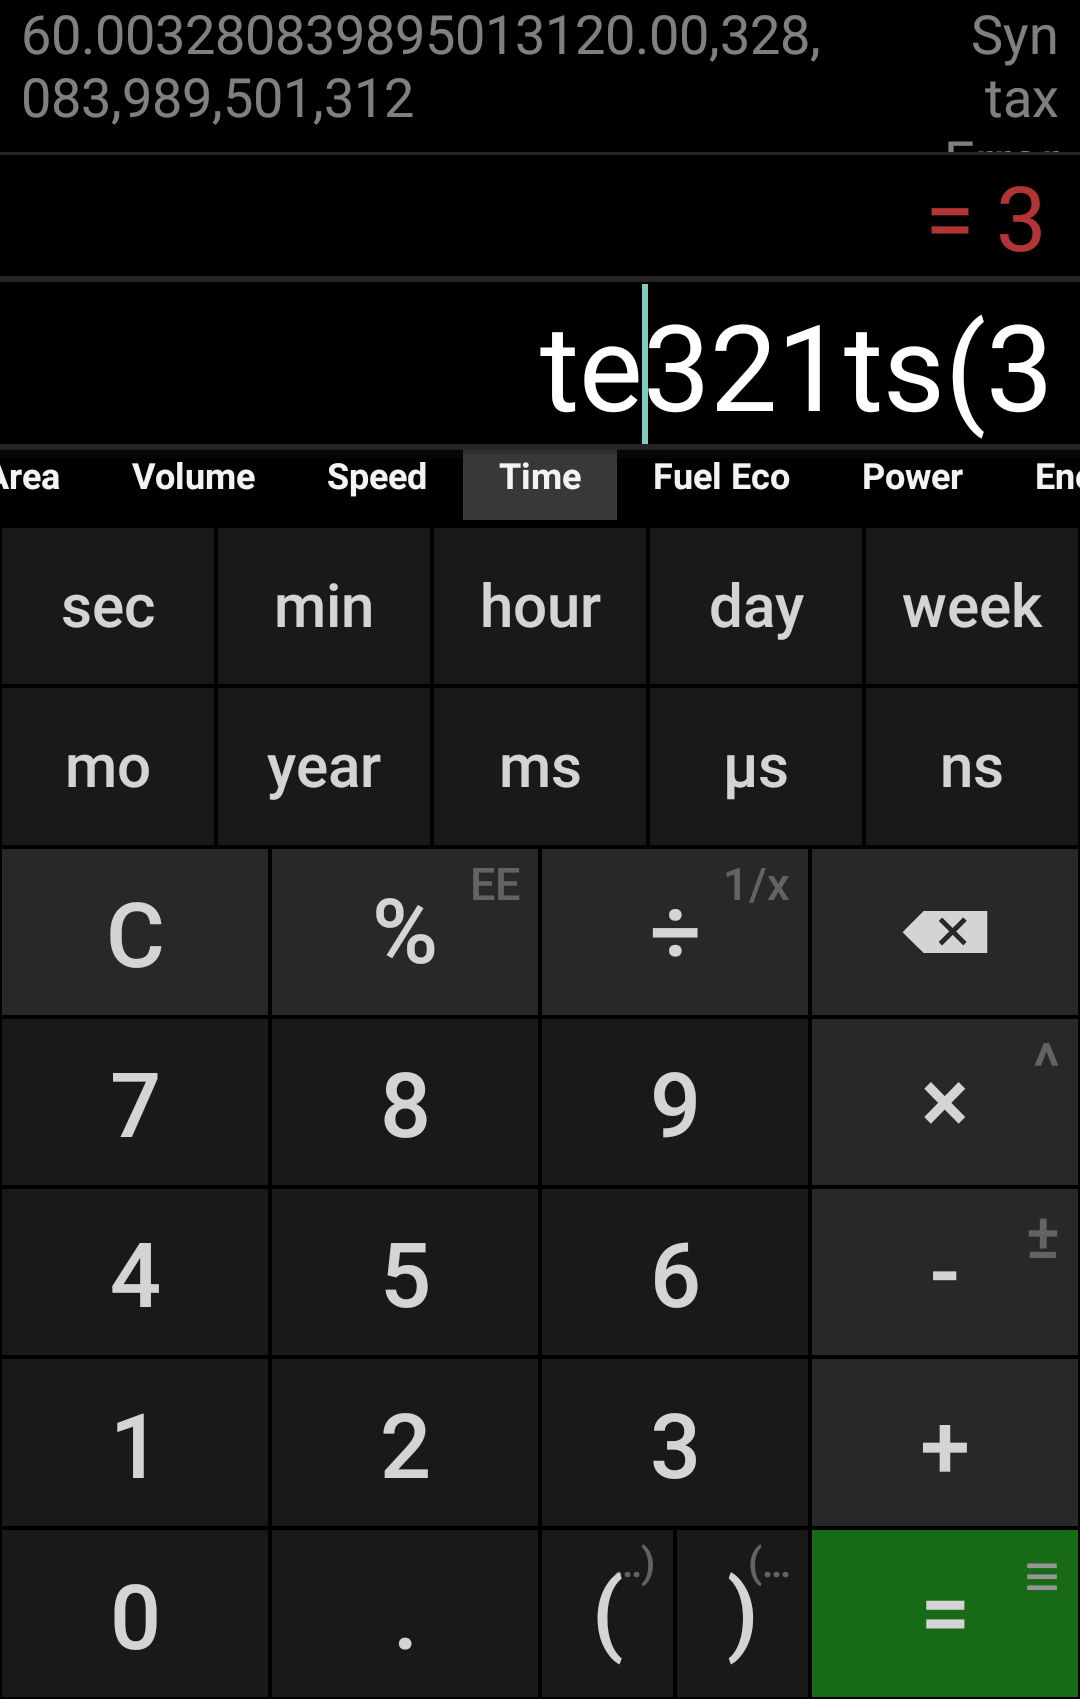 60.0032808398950131​20.00,328, Syn
083,989,501,312 tax
= 3
te321ts(3
Area Volume Speed Time Fuel Eco Power
sec min hour day week
mo year ms µs ns
C % EE ÷ 1/x
7 8 9 × ^
4 5 6 - ±
1 2 3 +
0 . ( ..) ) (... = ≡